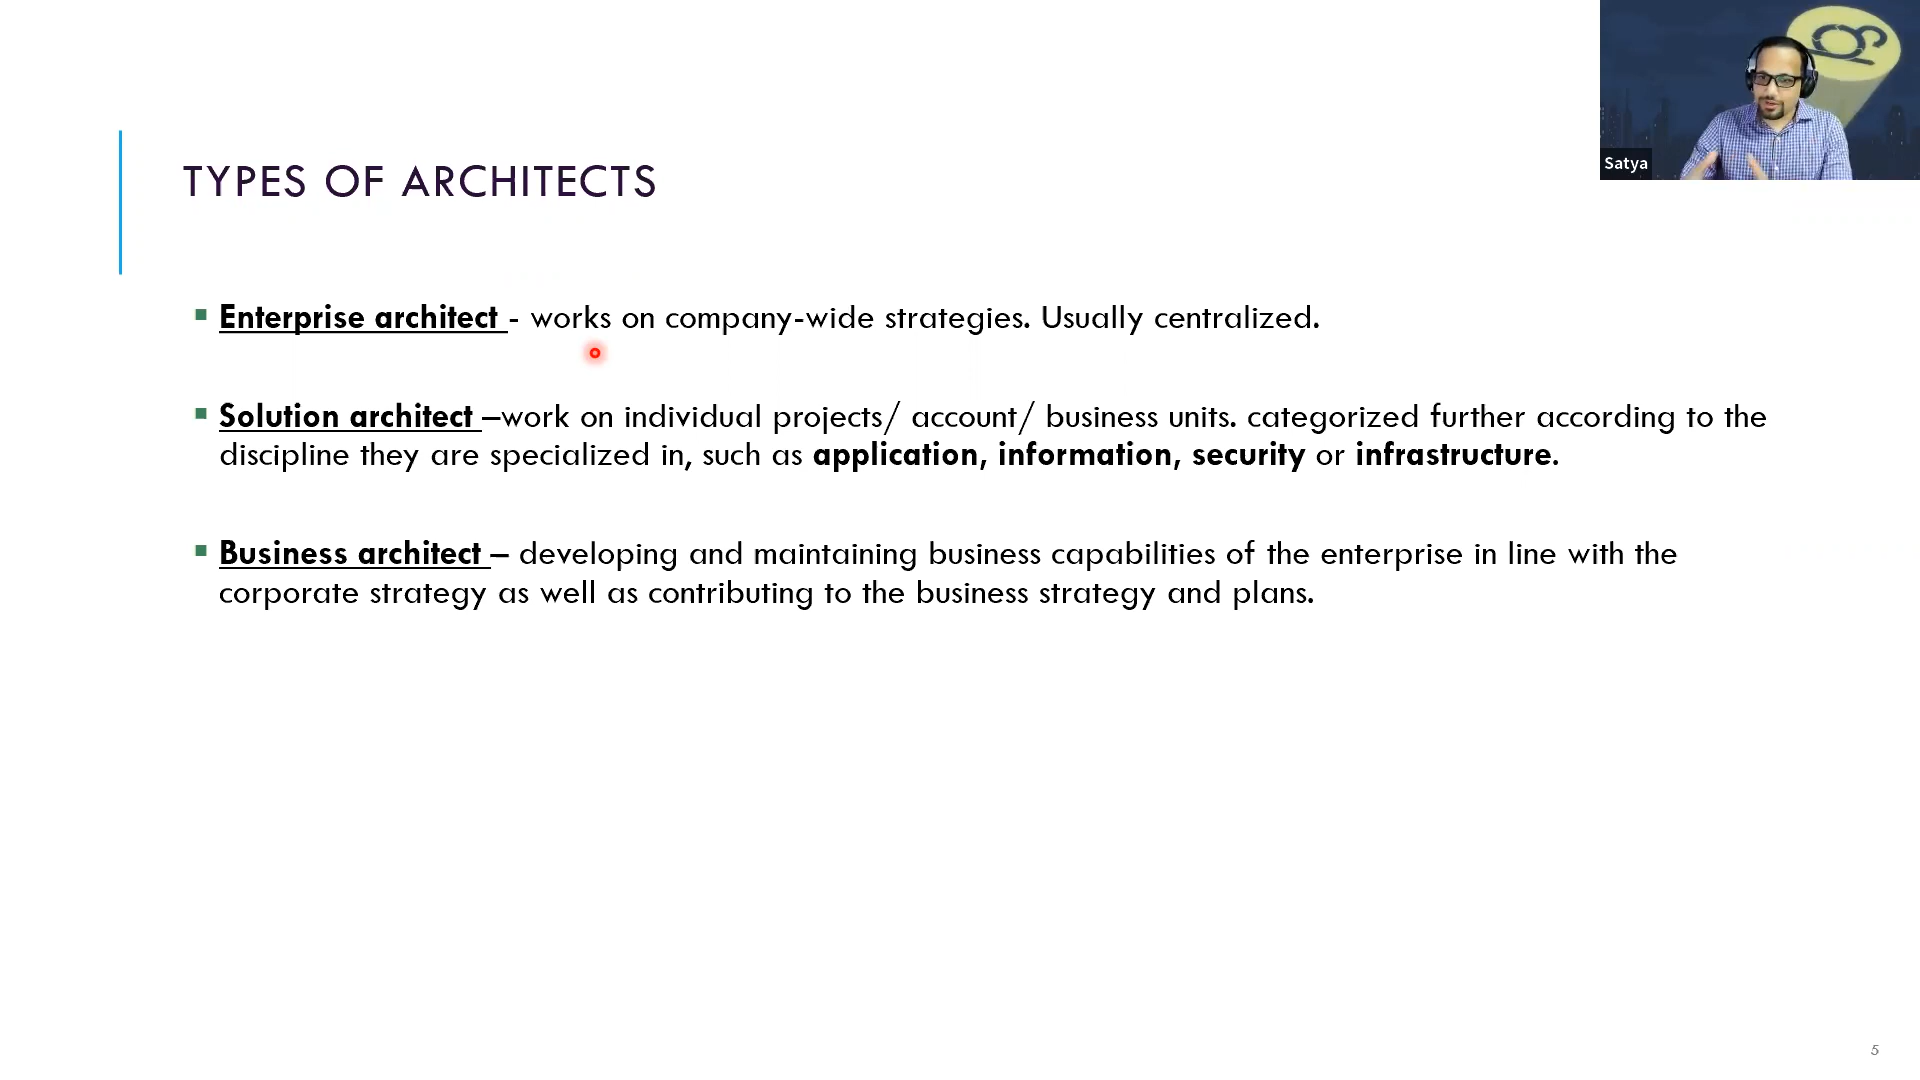 Satya
TYPES OF ARCHITECTS
Enterprise architect - works on company-wide strategies. Usually centralized.
Solution architect –work on individual projects/ account/ business units. categorized further according to the
discipline they are specialized in, such as application, information, security or infrastructure.
Business architect – developing and maintaining business capabilities of the enterprise in line with the
corporate strategy as well as contributing to the business strategy and plans.
5